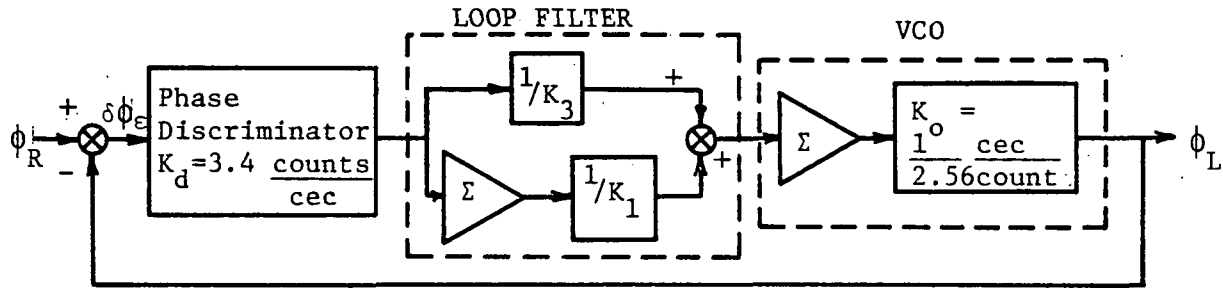 LOOP FILTER
VCO
ϕR
+
-
δϕε
Phase
Discriminator
Kd=3.4 counts/cec
1/K3
Σ
1/K1
+
+
Σ
Ko =
1/2.56 cec/count
ϕL